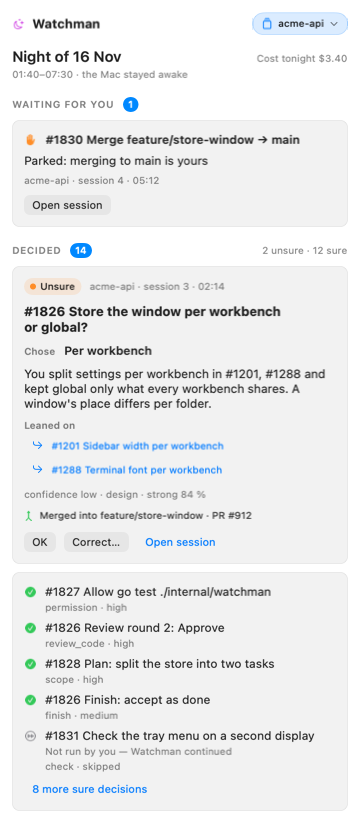 Watchman
acme-api
Night of 16 Nov
Cost tonight $3.40
01:40–07:30 · the Mac stayed awake
WAITING FOR YOU 1
#1830 Merge feature/store-window → main
Parked: merging to main is yours
acme-api · session 4 · 05:12
Open session
DECIDED 14
2 unsure · 12 sure
Unsure
acme-api · session 3 · 02:14
#1826 Store the window per workbench
or global?
Chose Per workbench
You split settings per workbench in #1201, #1288 and
kept global only what every workbench shares. A
window's place differs per folder.
Leaned on
#1201 Sidebar width per workbench
#1288 Terminal font per workbench
confidence low · design · strong 84 %
Merged into feature/store-window · PR #912
OK
Correct...
Open session
#1827 Allow go test ./internal/watchman
permission · high
#1826 Review round 2: Approve
review_code · high
#1828 Plan: split the store into two tasks
scope · high
#1826 Finish: accept as done
finish · medium
#1831 Check the tray menu on a second display
Not run by you — Watchman continued
check · skipped
8 more sure decisions